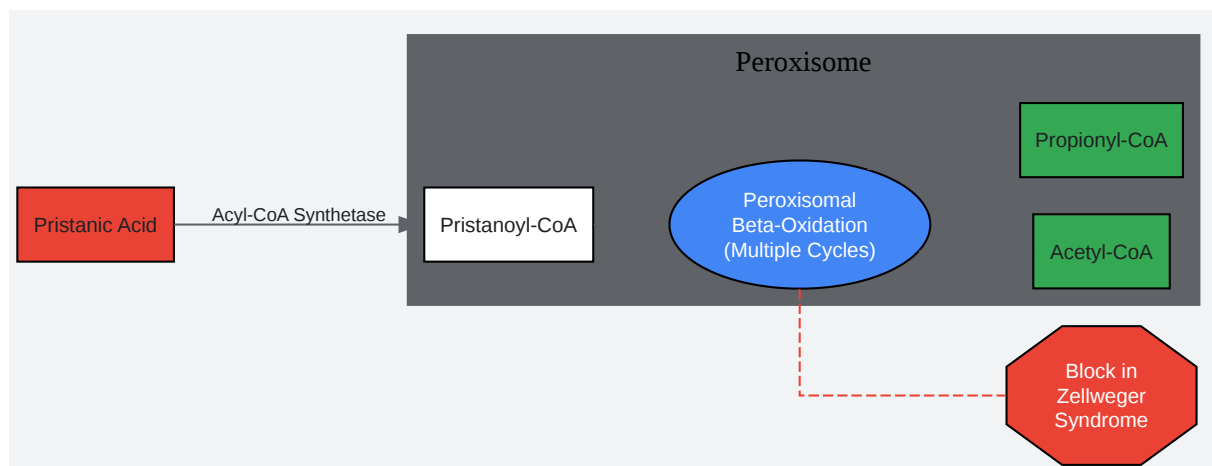 Peroxisome
Pristanic Acid
Acyl-CoA Synthetase
Pristanoyl-CoA
Peroxisomal
Beta-Oxidation
(Multiple Cycles)
Propionyl-CoA
Acetyl-CoA
Block in
Zellweger
Syndrome